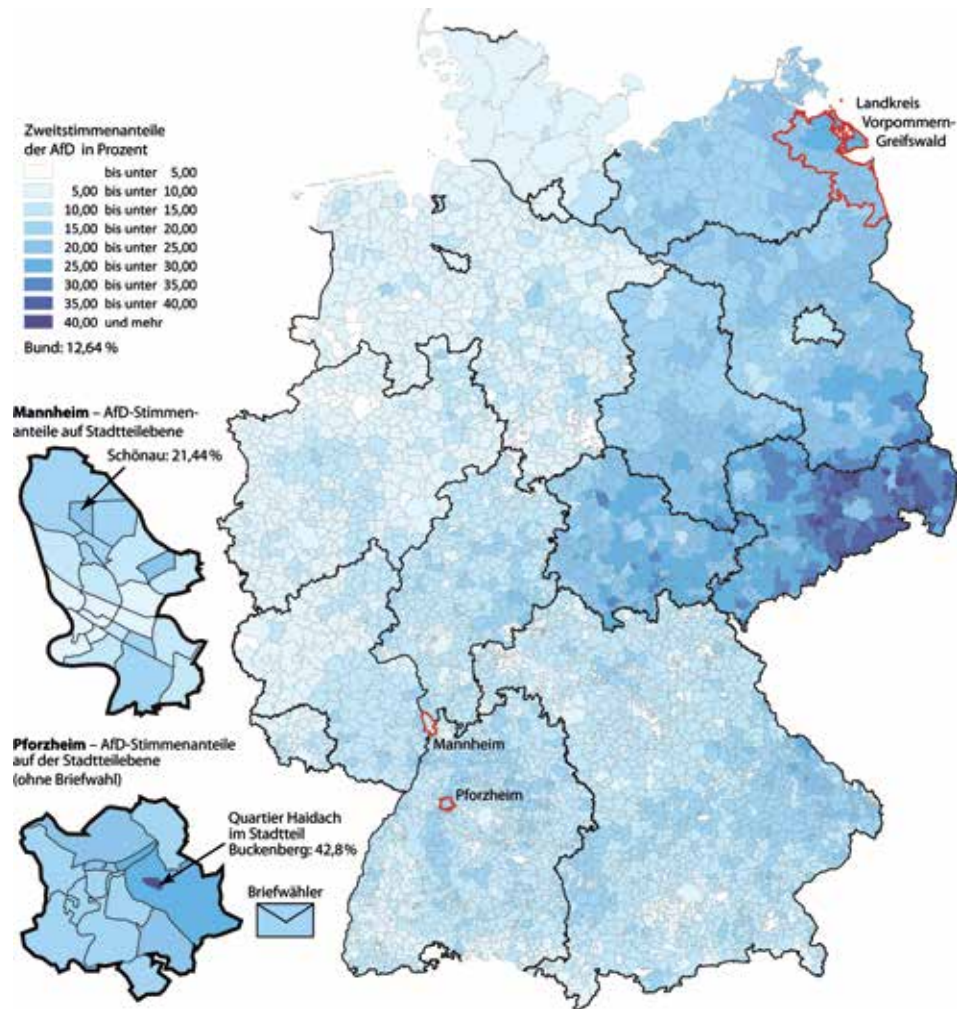 Landkreis
Vorpommern-
Greifswald
Zweitstimmenanteile
der AfD in Prozent
bis unter 5,00
5,00 bis unter 10,00
10,00 bis unter 15,00
15,00 bis unter 20,00
20,00 bis unter 25,00
25,00 bis unter 30,00
30,00 bis unter 35,00
35,00 bis unter 40,00
40,00 und mehr
Bund: 12,64 %
Mannheim – AfD-Stimmen-
anteile auf Stadtteilebene
Schönau: 21,44 %
Mannheim
Pforzheim
Pforzheim – AfD-Stimmenanteile
auf der Stadtteilebene
(ohne Briefwahl)
Quartier Haidach
im Stadtteil
Buckenberg: 42,8 %
Briefwähler